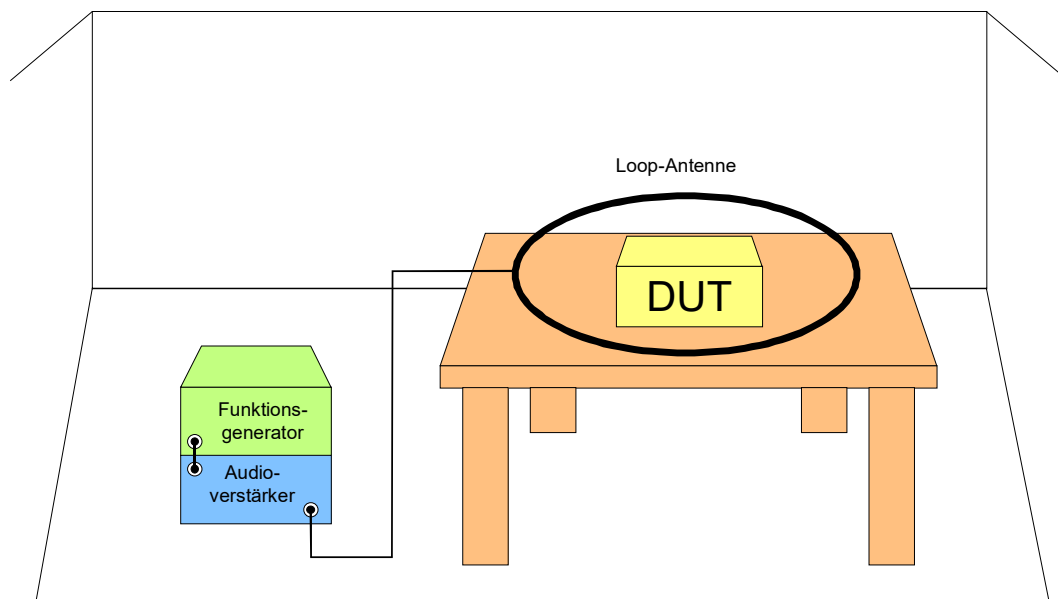 Loop-Antenne
DUT
Funktions-
generator
Audio-
verstärker